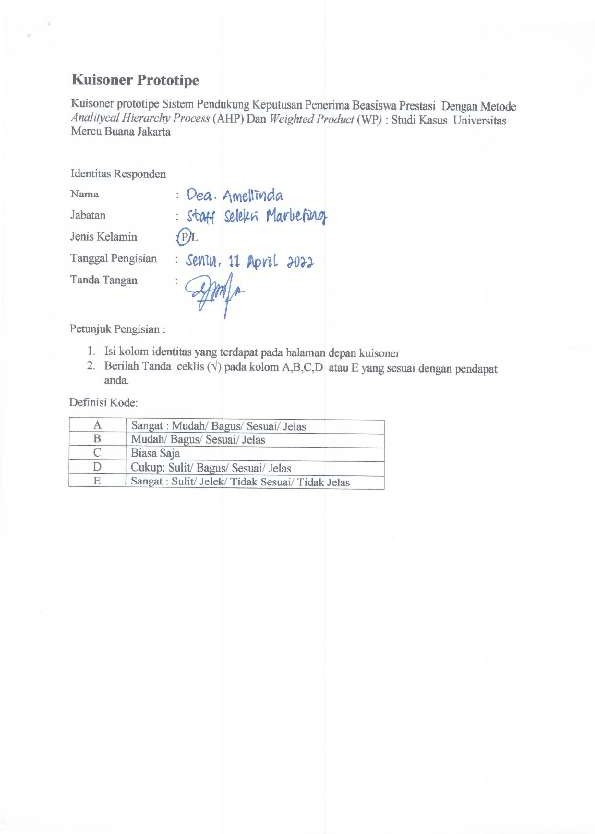 Kuisoner Prototipe
Kuisoner prototipe Sistem Pendukung Keputusan Penerima Beasiswa Prestasi Dengan Metode
Analitycal Hierarchy Process (AHP) Dan Weighted Product (WP) : Studi Kasus Universitas
Mercu Buana Jakarta
Identitas Responden
Nama : Dea. Amellinda
Jabatan : Staff Seleksi Marketing
Jenis Kelamin : P/L
Tanggal Pengisian : Senin, 11 April 2022
Tanda Tangan :
Petunjuk Pengisian :
1. Isi kolom identitas yang terdapat pada halaman depan kuisoner
2. Berilah Tanda ceklis (√) pada kolom A,B,C,D atau E yang sesuai dengan pendapat
anda.
Definisi Kode:
A Sangat : Mudah/ Bagus/ Sesuai/ Jelas
B Mudah/ Bagus/ Sesuai/ Jelas
C Biasa Saja
D Cukup: Sulit/ Bagus/ Sesuai/ Jelas
E Sangat : Sulit/ Jelek/ Tidak Sesuai/ Tidak Jelas